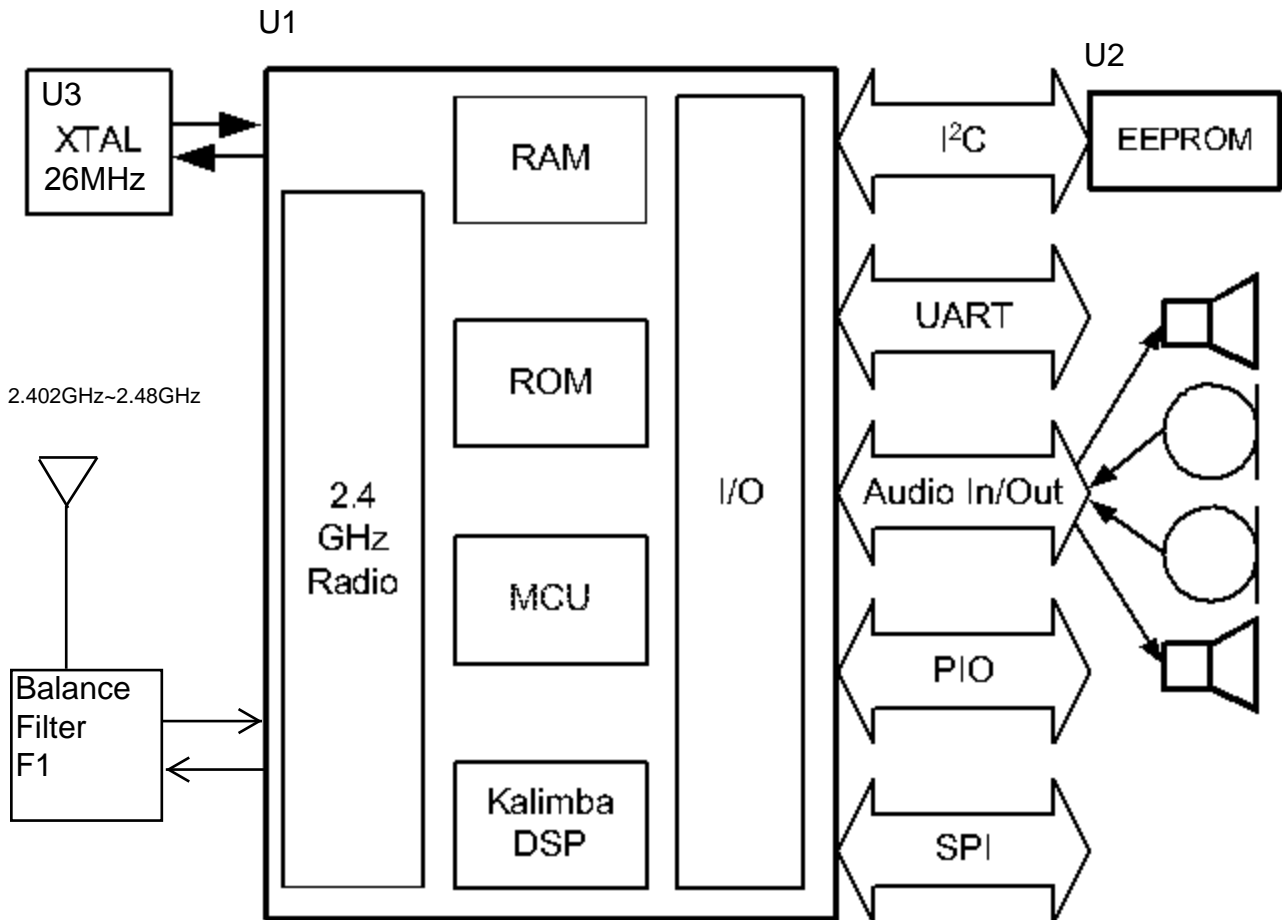 U1
U2
U3
XTAL
26MHz
RAM
I²C
EEPROM
UART
ROM
2.402GHz~2.48GHz
2.4
GHz
Radio
I/O
Audio In/Out
MCU
PIO
Balance
Filter
F1
Kalimba
DSP
SPI